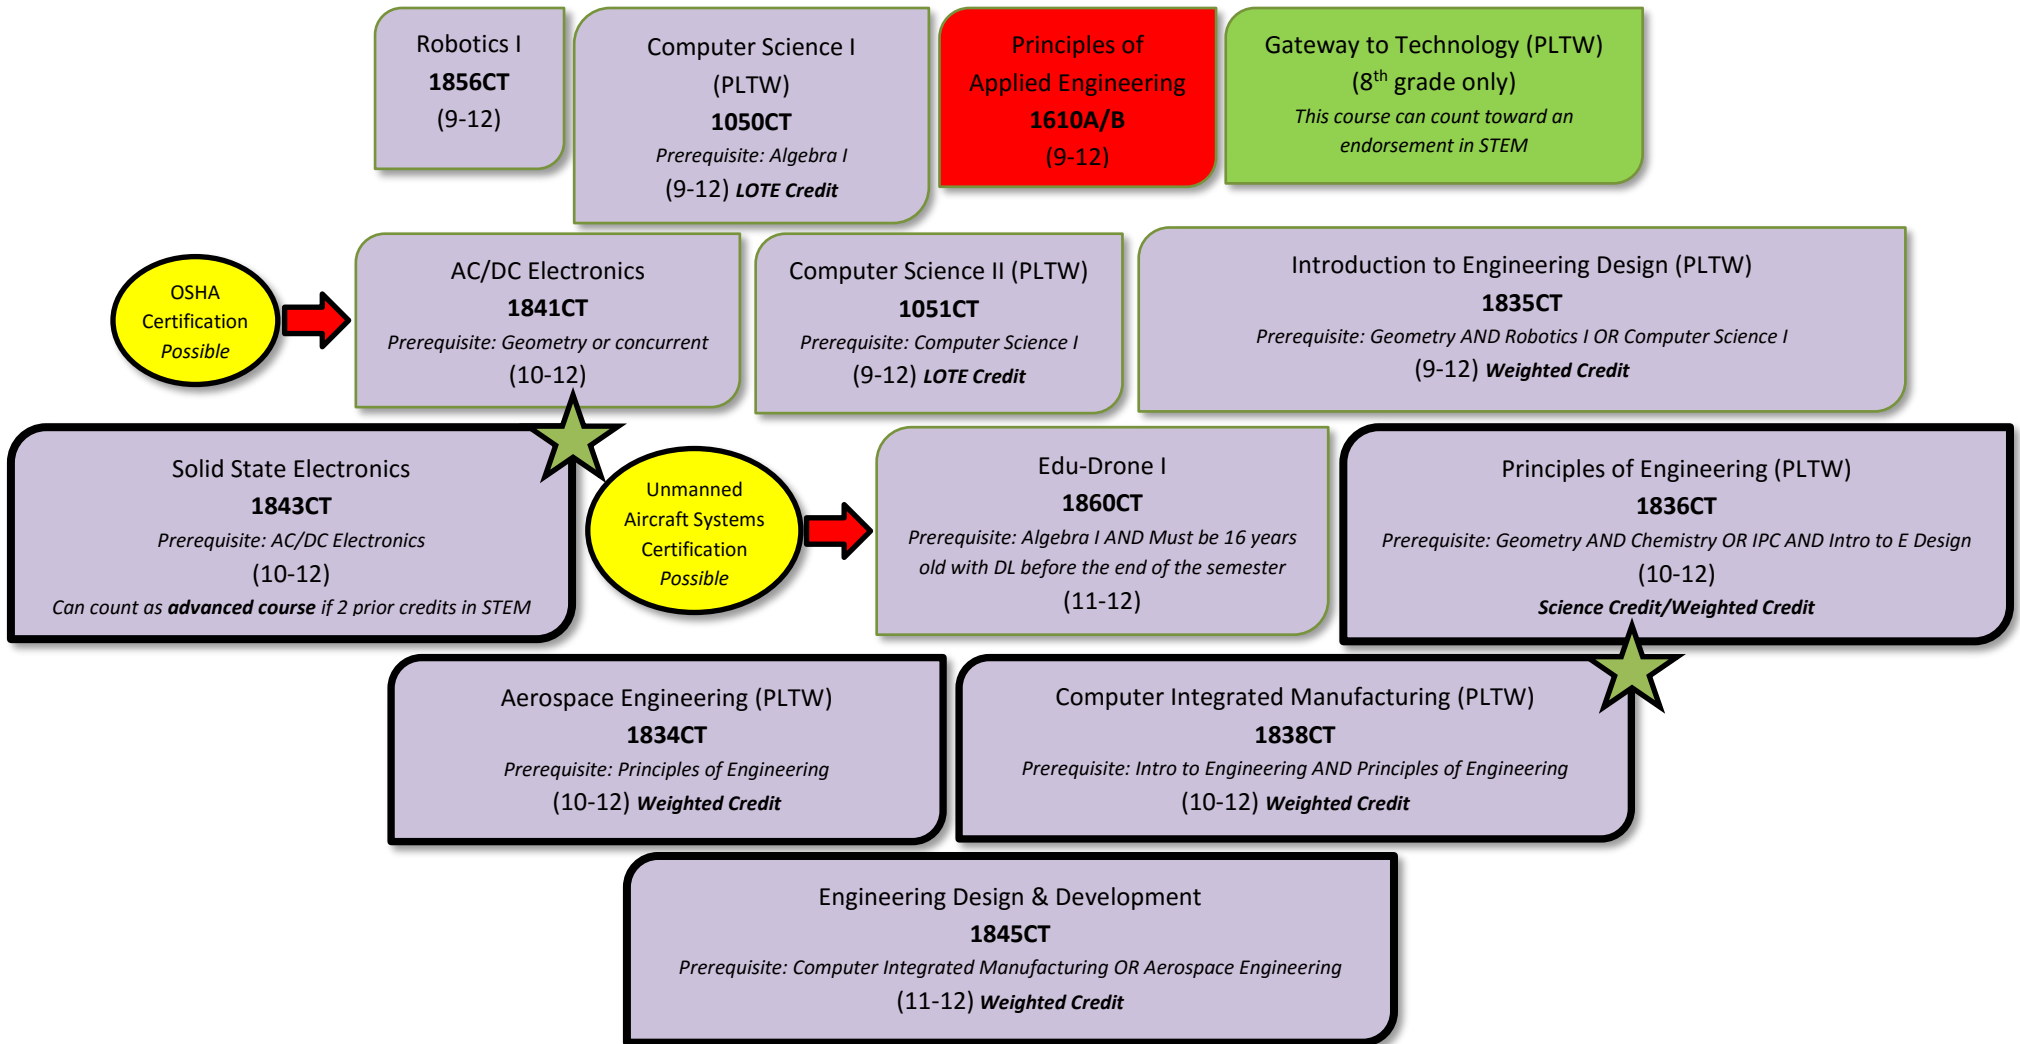 Robotics I
1856CT
(9-12)
Computer Science I
(PLTW)
1050CT
Prerequisite: Algebra I
(9-12) LOTE Credit
Principles of
Applied Engineering
1610A/B
(9-12)
Gateway to Technology (PLTW)
(8th grade only)
This course can count toward an
endorsement in STEM
OSHA
Certification
Possible
AC/DC Electronics
1841CT
Prerequisite: Geometry or concurrent
(10-12)
Computer Science II (PLTW)
1051CT
Prerequisite: Computer Science I
(9-12) LOTE Credit
Introduction to Engineering Design (PLTW)
1835CT
Prerequisite: Geometry AND Robotics I OR Computer Science I
(9-12) Weighted Credit
Solid State Electronics
1843CT
Prerequisite: AC/DC Electronics
(10-12)
Can count as advanced course if 2 prior credits in STEM
Unmanned
Aircraft Systems
Certification
Possible
Edu-Drone I
1860CT
Prerequisite: Algebra I AND Must be 16 years
old with DL before the end of the semester
(11-12)
Principles of Engineering (PLTW)
1836CT
Prerequisite: Geometry AND Chemistry OR IPC AND Intro to E Design
(10-12)
Science Credit/Weighted Credit
Aerospace Engineering (PLTW)
1834CT
Prerequisite: Principles of Engineering
(10-12) Weighted Credit
Computer Integrated Manufacturing (PLTW)
1838CT
Prerequisite: Intro to Engineering AND Principles of Engineering
(10-12) Weighted Credit
Engineering Design & Development
1845CT
Prerequisite: Computer Integrated Manufacturing OR Aerospace Engineering
(11-12) Weighted Credit